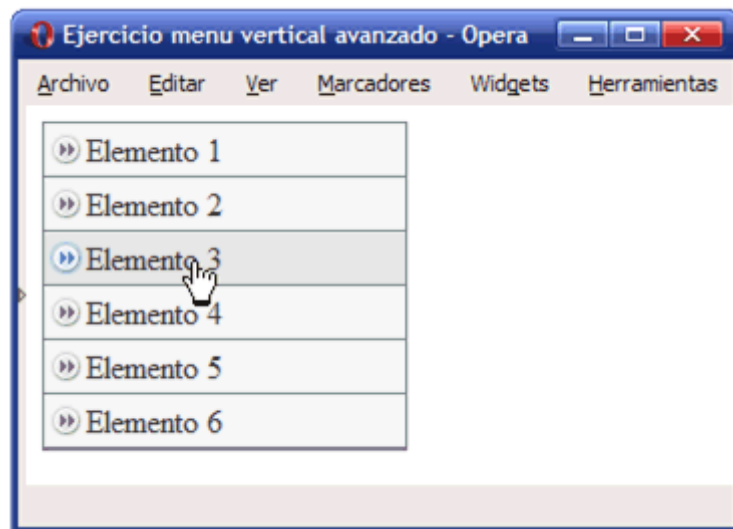 Ejercicio menu vertical avanzado - Opera
Archivo Editar Ver Marcadores Widgets Herramientas
Elemento 1
Elemento 2
Elemento 3
Elemento 4
Elemento 5
Elemento 6